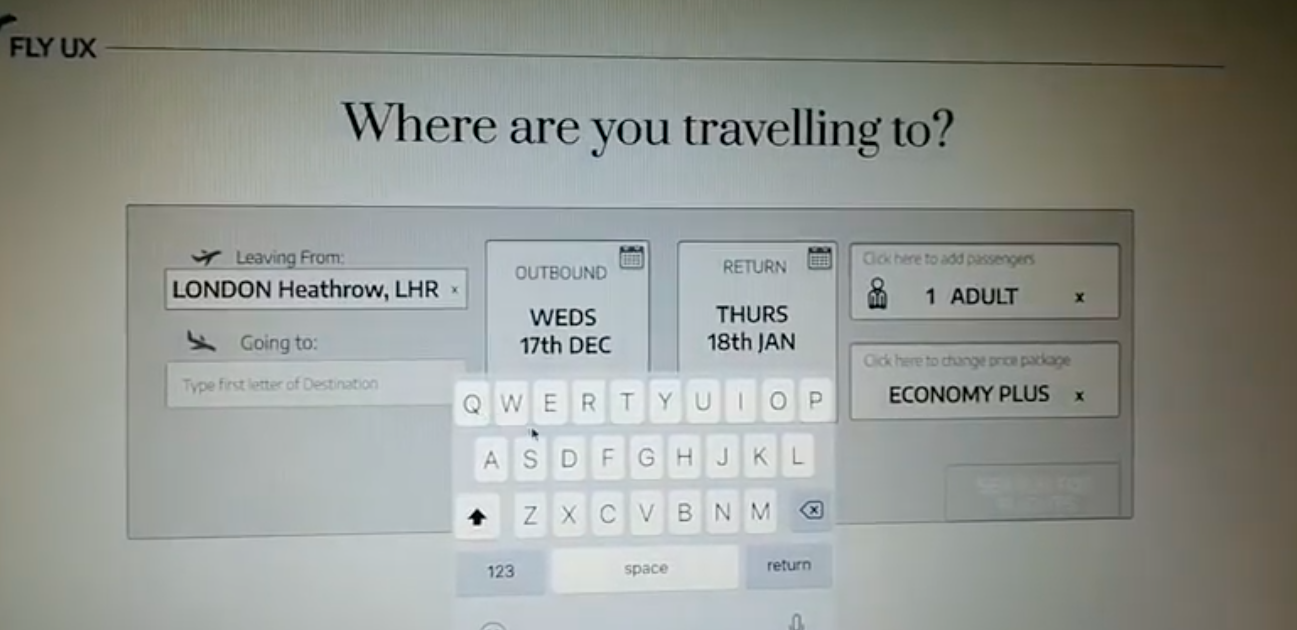 FLY UX
Where are you travelling to?
Leaving From:
LONDON Heathrow, LHR x
Going to:
Type first letter of Destination
OUTBOUND
WEDS
17th DEC
RETURN
THURS
18th JAN
Click here to add passengers
1 ADULT x
Click here to change price package
ECONOMY PLUS x
Q W E R T Y U I O P
A S D F G H J K L
Z X C V B N M
123 space return